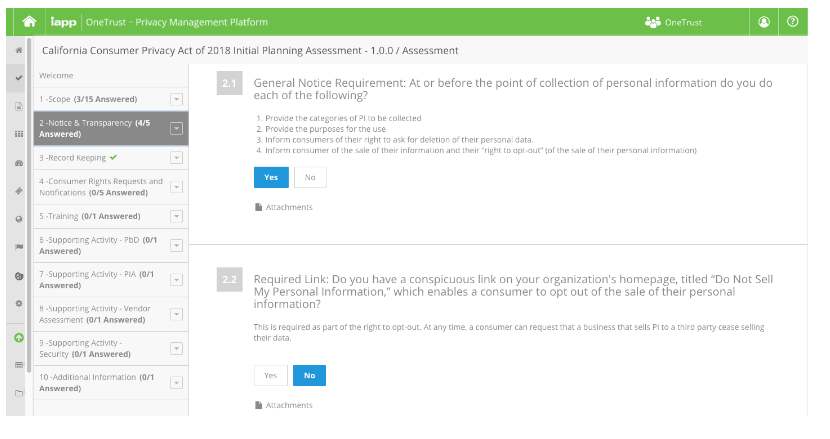 iapp OneTrust – Privacy Management Platform
OneTrust
California Consumer Privacy Act of 2018 Initial Planning Assessment - 1.0.0 / Assessment
Welcome
1 -Scope (3/15 Answered)
2 -Notice & Transparency (4/5
Answered)
3 -Record Keeping
4 -Consumer Rights Requests and
Notifications (0/5 Answered)
5 -Training (0/1 Answered)
6 -Supporting Activity - PbD (0/1
Answered)
7 -Supporting Activity - PIA (0/1
Answered)
8 -Supporting Activity - Vendor
Assessment (0/1 Answered)
9 -Supporting Activity -
Security (0/1 Answered)
10 -Additional Information (0/1
Answered)
2.1
General Notice Requirement: At or before the point of collection of personal information do you do
each of the following?
1. Provide the categories of PI to be collected
2. Provide the purposes for the use
3. Inform consumers of their right to ask for deletion of their personal data.
4. Inform consumer of the sale of their information and their "right to opt-out" (of the sale of their personal information)
Yes No
Attachments
2.2
Required Link: Do you have a conspicuous link on your organization's homepage, titled "Do Not Sell
My Personal Information," which enables a consumer to opt out of the sale of their personal
information?
This is required as part of the right to opt-out. At any time, a consumer can request that a business that sells PI to a third party cease selling
their data.
Yes No
Attachments